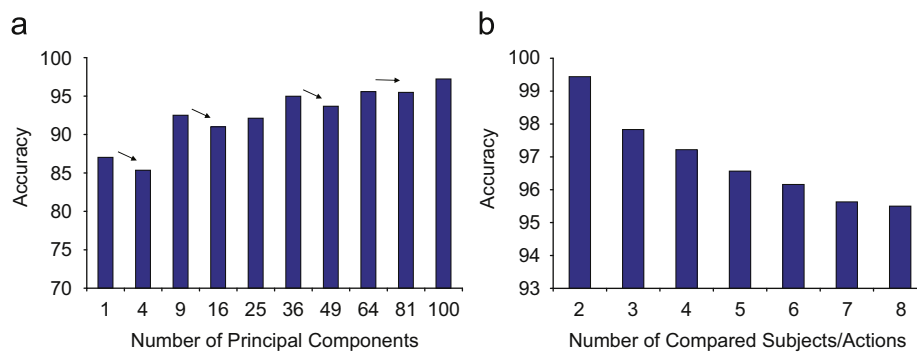 a
100
95
90
85
80
75
70
Accuracy
1 4 9 16 25 36 49 64 81 100
Number of Principal Components
b
100
99
98
97
96
95
94
93
Accuracy
2 3 4 5 6 7 8
Number of Compared Subjects/Actions